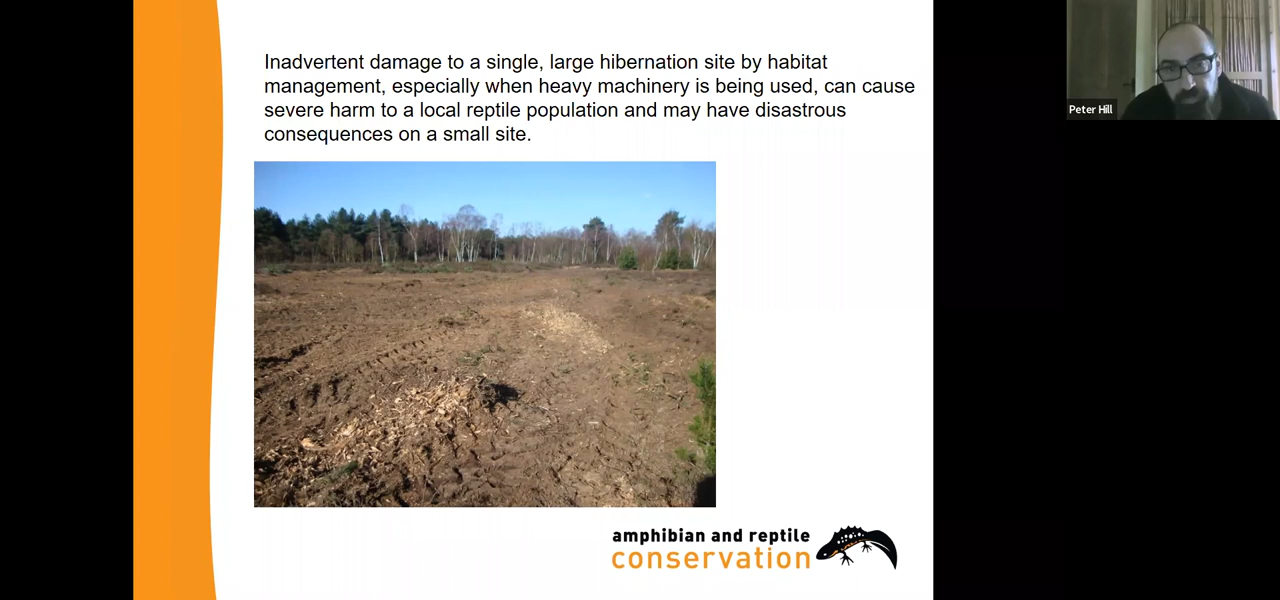 Inadvertent damage to a single, large hibernation site by habitat
management, especially when heavy machinery is being used, can cause
severe harm to a local reptile population and may have disastrous
consequences on a small site.
amphibian and reptile
conservation
Peter Hill